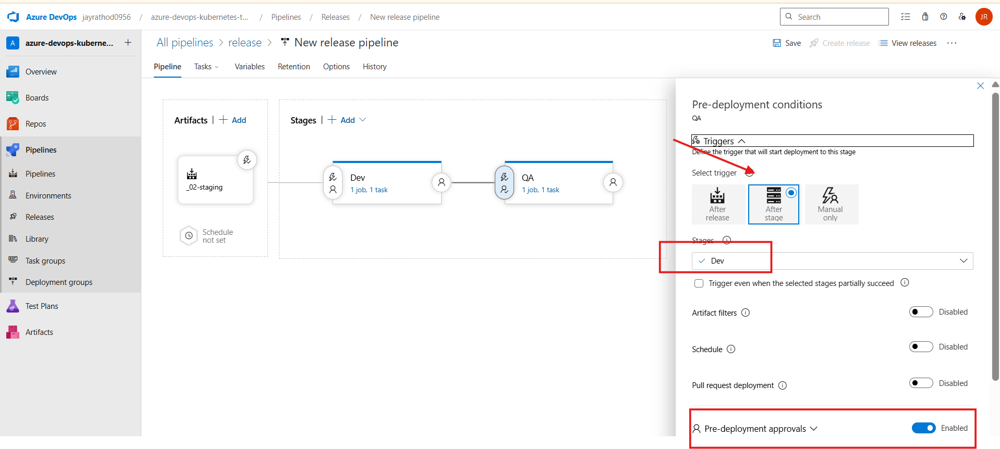 Azure DevOps jayrathod0956 / azure-devops-kubernetes-t... / Pipelines / Releases / New release pipeline
Search
JR
A azure-devops-kuberne... +
Overview
Boards
Repos
Pipelines
Pipelines
Environments
Releases
Library
Task groups
Deployment groups
Test Plans
Artifacts
All pipelines > release > New release pipeline
Save Create release View releases ...
Pipeline Tasks Variables Retention Options History
Artifacts | + Add
_02-staging
Schedule
not set
Stages | + Add
Dev
1 job, 1 task
QA
1 job, 1 task
Pre-deployment conditions
QA
Triggers
Define the trigger that will start deployment to this stage
Select trigger
After
release
After
stage
Manual
only
Stages
Dev
Trigger even when the selected stages partially succeed
Artifact filters Disabled
Schedule Disabled
Pull request deployment Disabled
Pre-deployment approvals Enabled